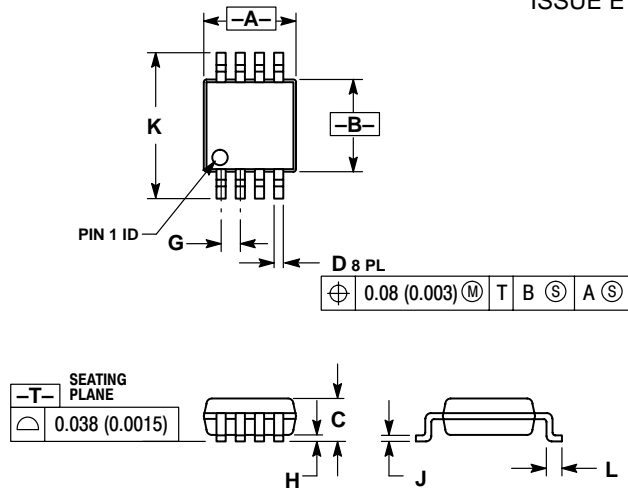 ISSUE E
–A–
K
–B–
PIN 1 ID
G
D 8 PL
⌖ 0.08 (0.003) Ⓜ T B Ⓢ A Ⓢ
–T– SEATING
PLANE
⌓ 0.038 (0.0015)
C
H
J
L